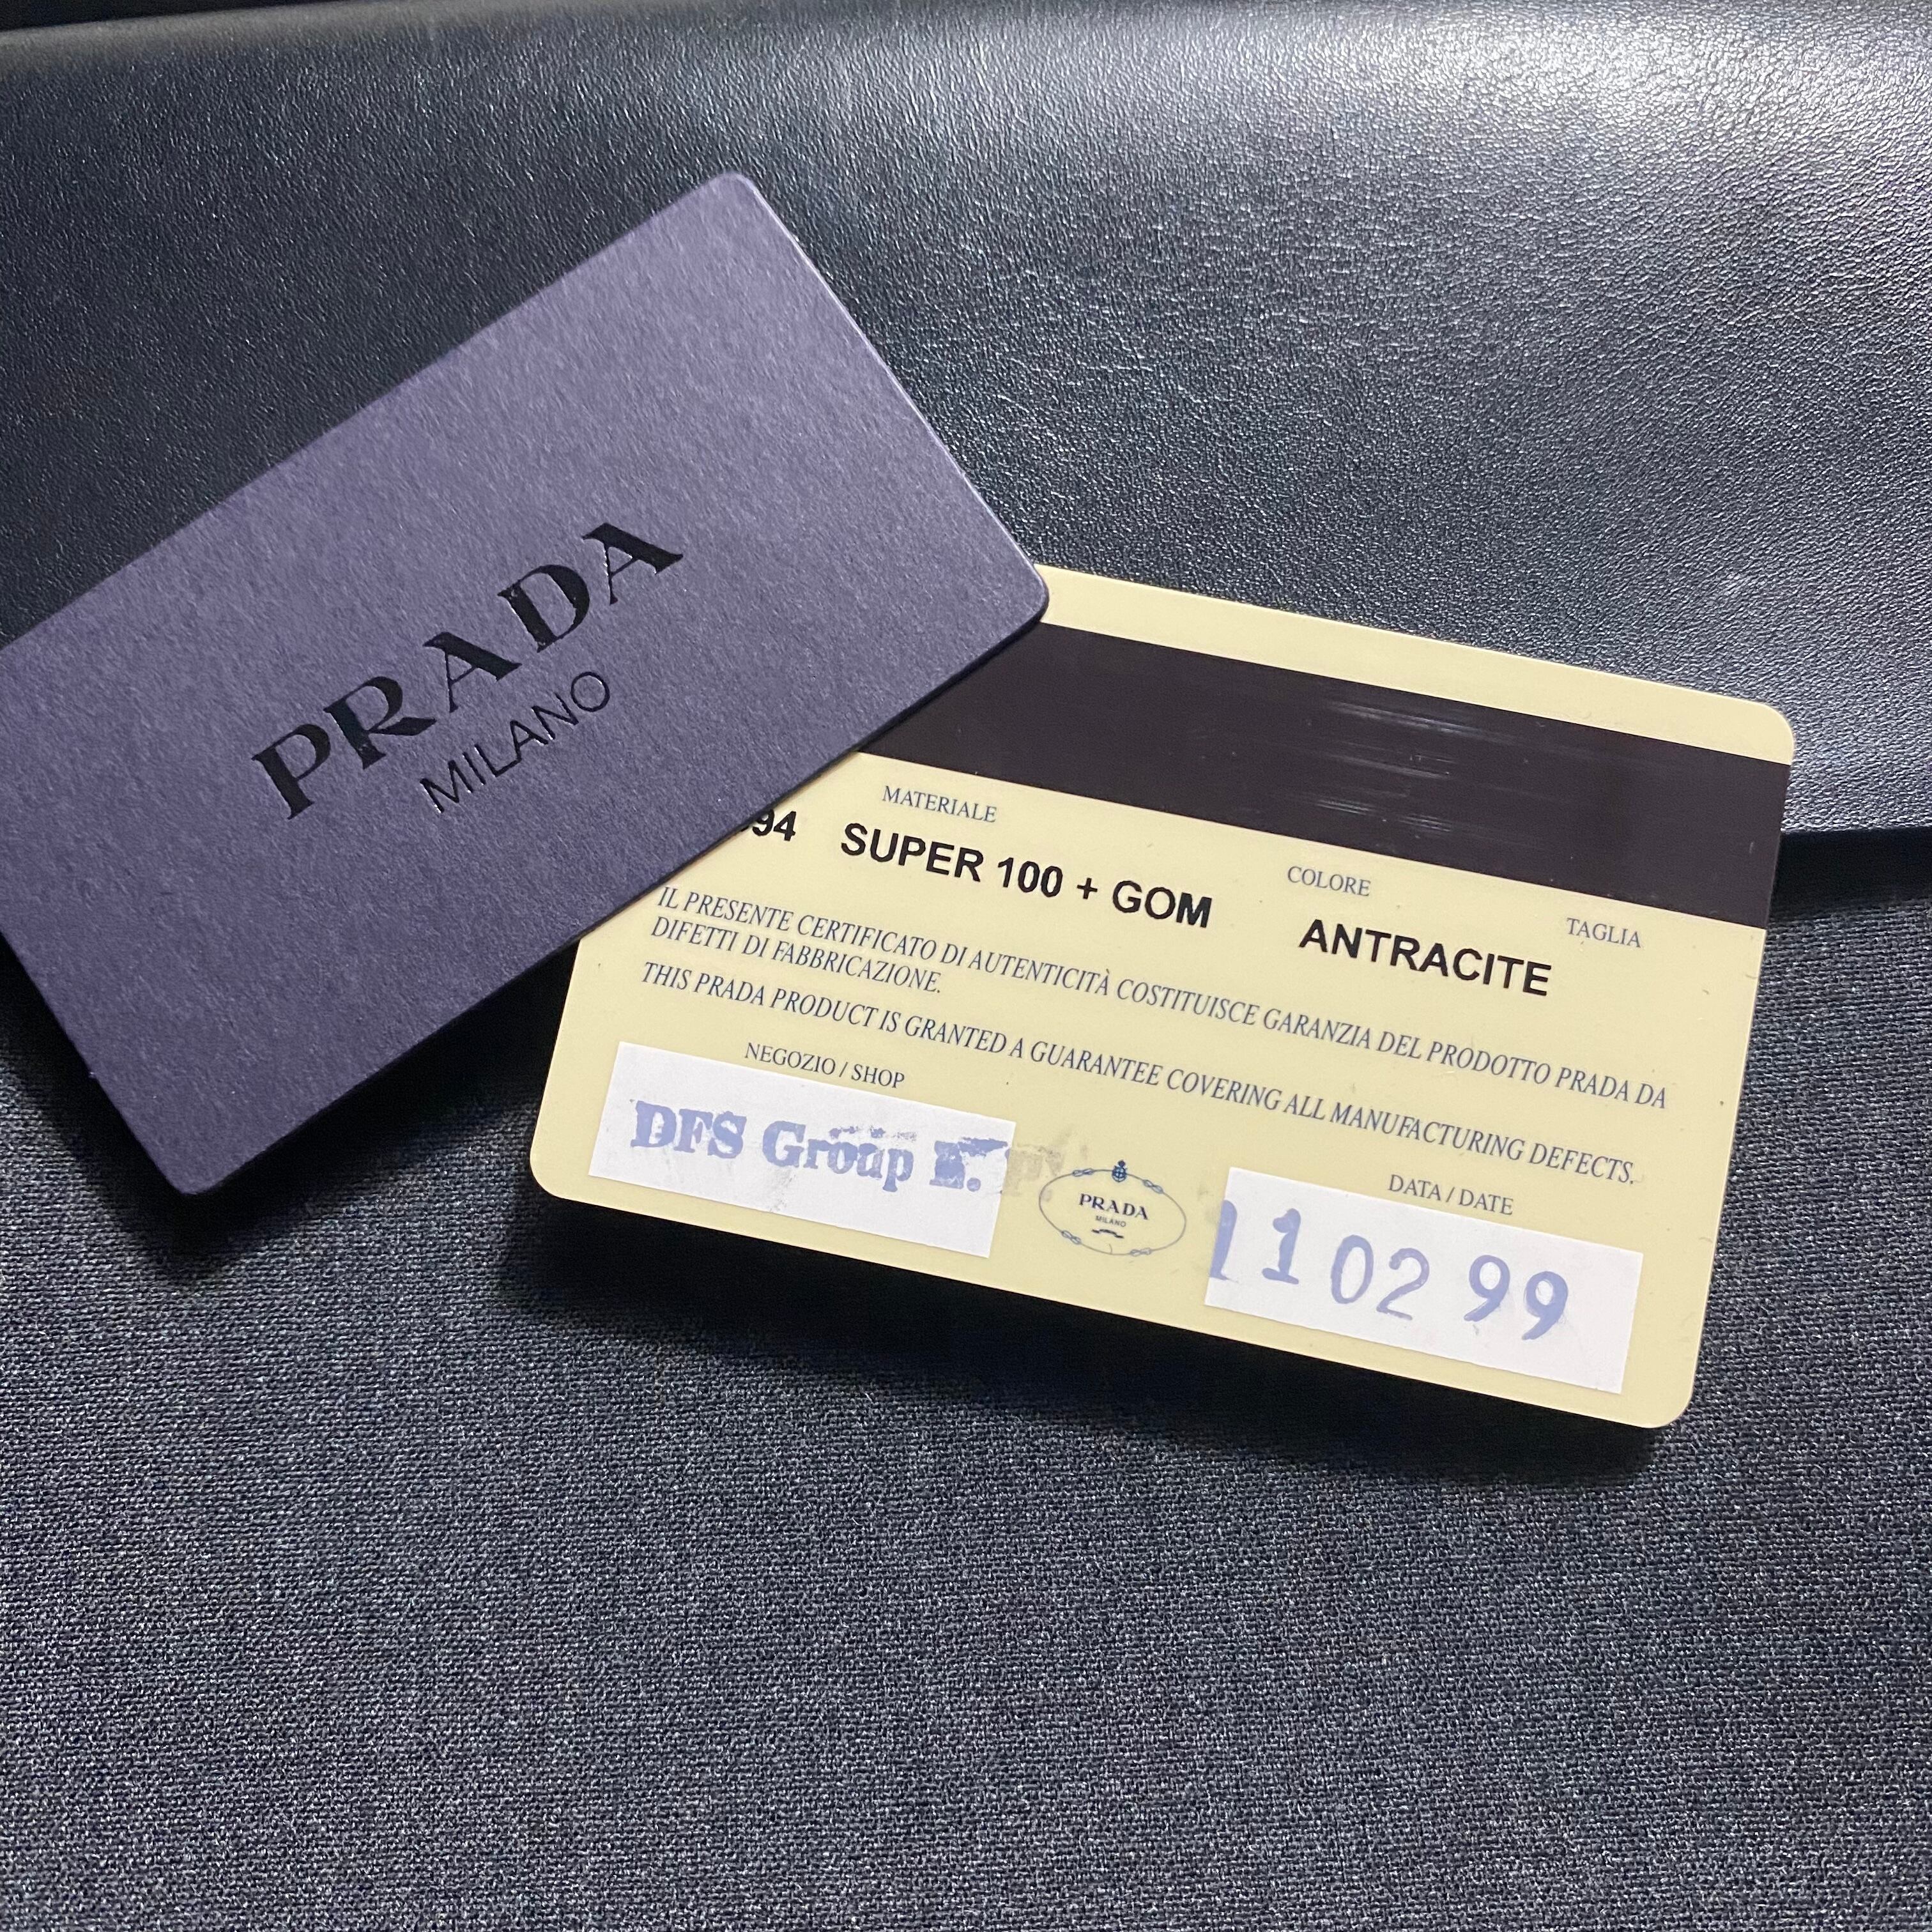 PRADA
MILANO
MATERIALE
COLORE
TAGLIA
94 SUPER 100 + GOM ANTRACITE
IL PRESENTE CERTIFICATO DI AUTENTICITÀ COSTITUISCE GARANZIA DEL PRODOTTO PRADA DA
DIFETTI DI FABBRICAZIONE.
THIS PRADA PRODUCT IS GRANTED A GUARANTEE COVERING ALL MANUFACTURING DEFECTS.
NEGOZIO / SHOP
DFS Group
PRADA
MILANO
DATA / DATE
11 02 99